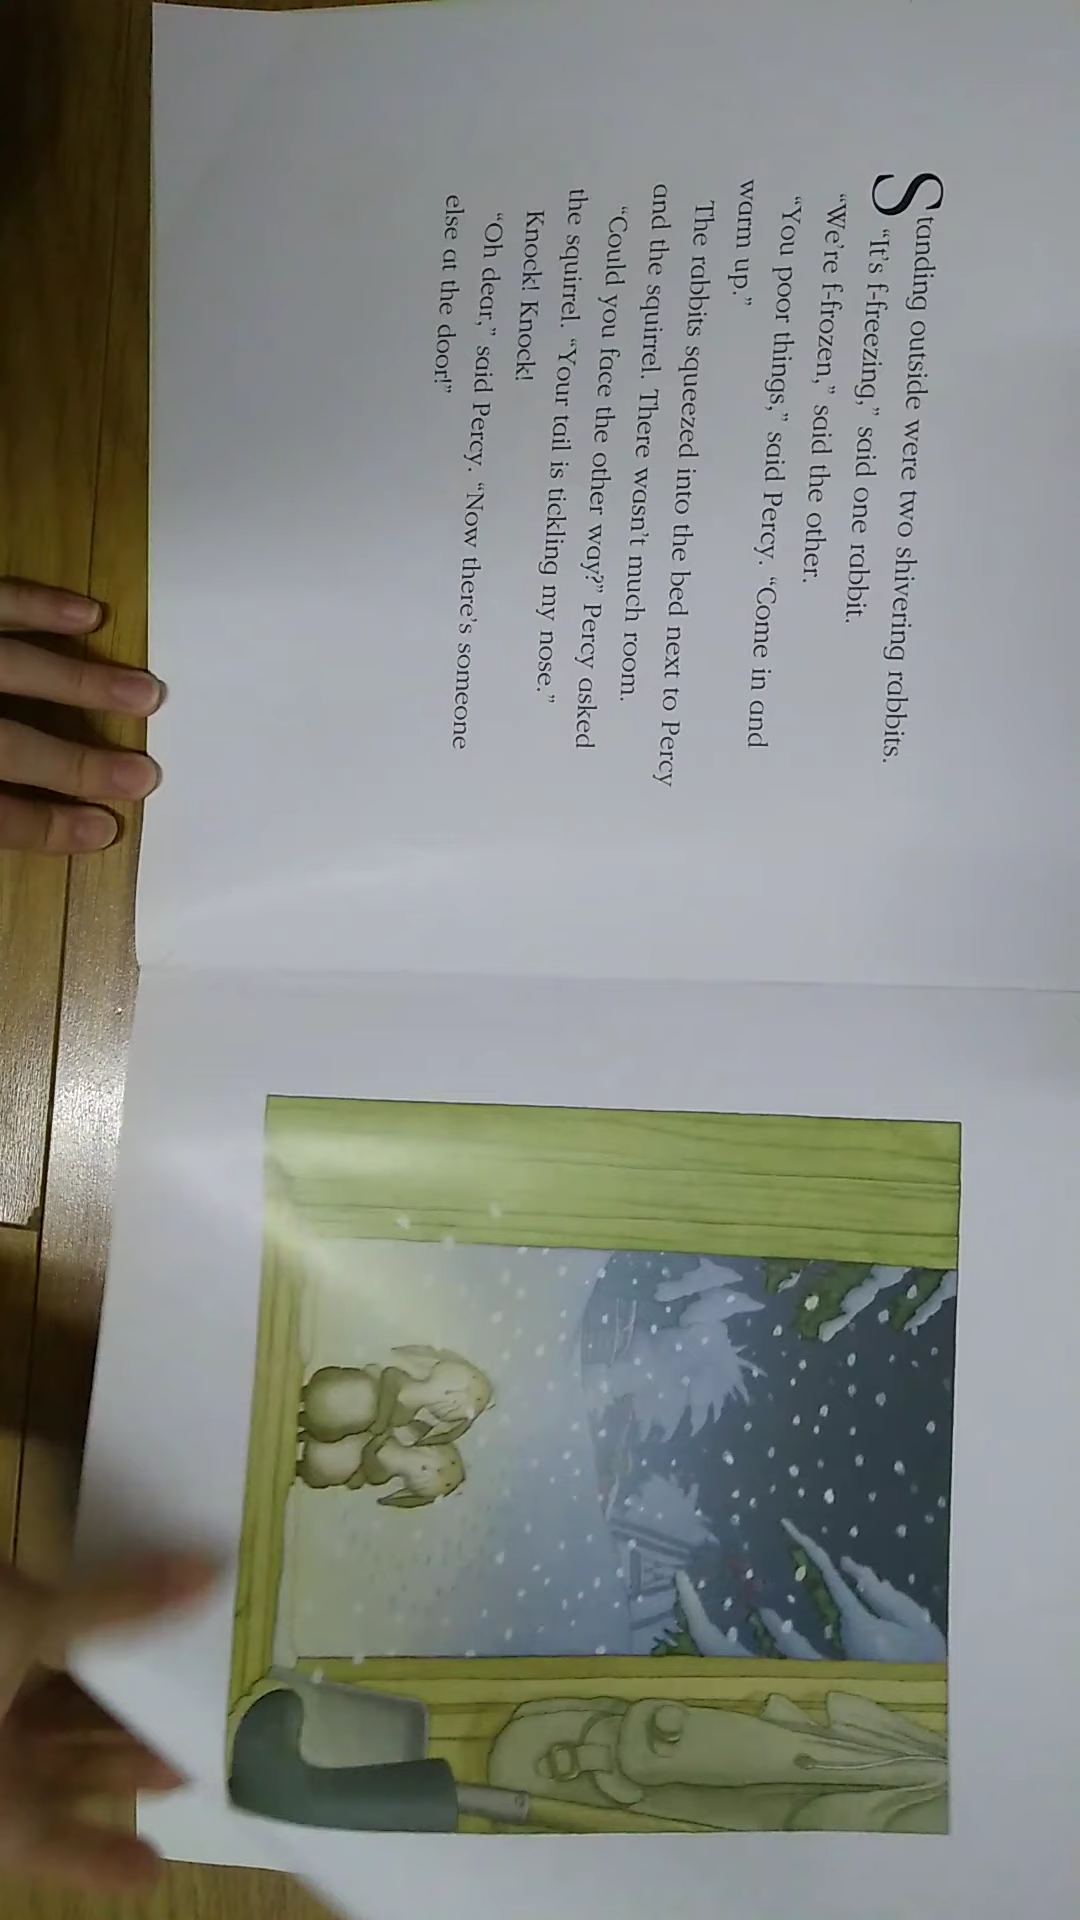 Standing outside were two shivering rabbits.
“It’s f-freezing,” said one rabbit.
“We’re f-frozen,” said the other.
“You poor things,” said Percy. “Come in and
warm up.”
The rabbits squeezed into the bed next to Percy
and the squirrel. There wasn’t much room.
“Could you face the other way?” Percy asked
the squirrel. “Your tail is tickling my nose.”
Knock! Knock!
“Oh dear,” said Percy. “Now there’s someone
else at the door!”